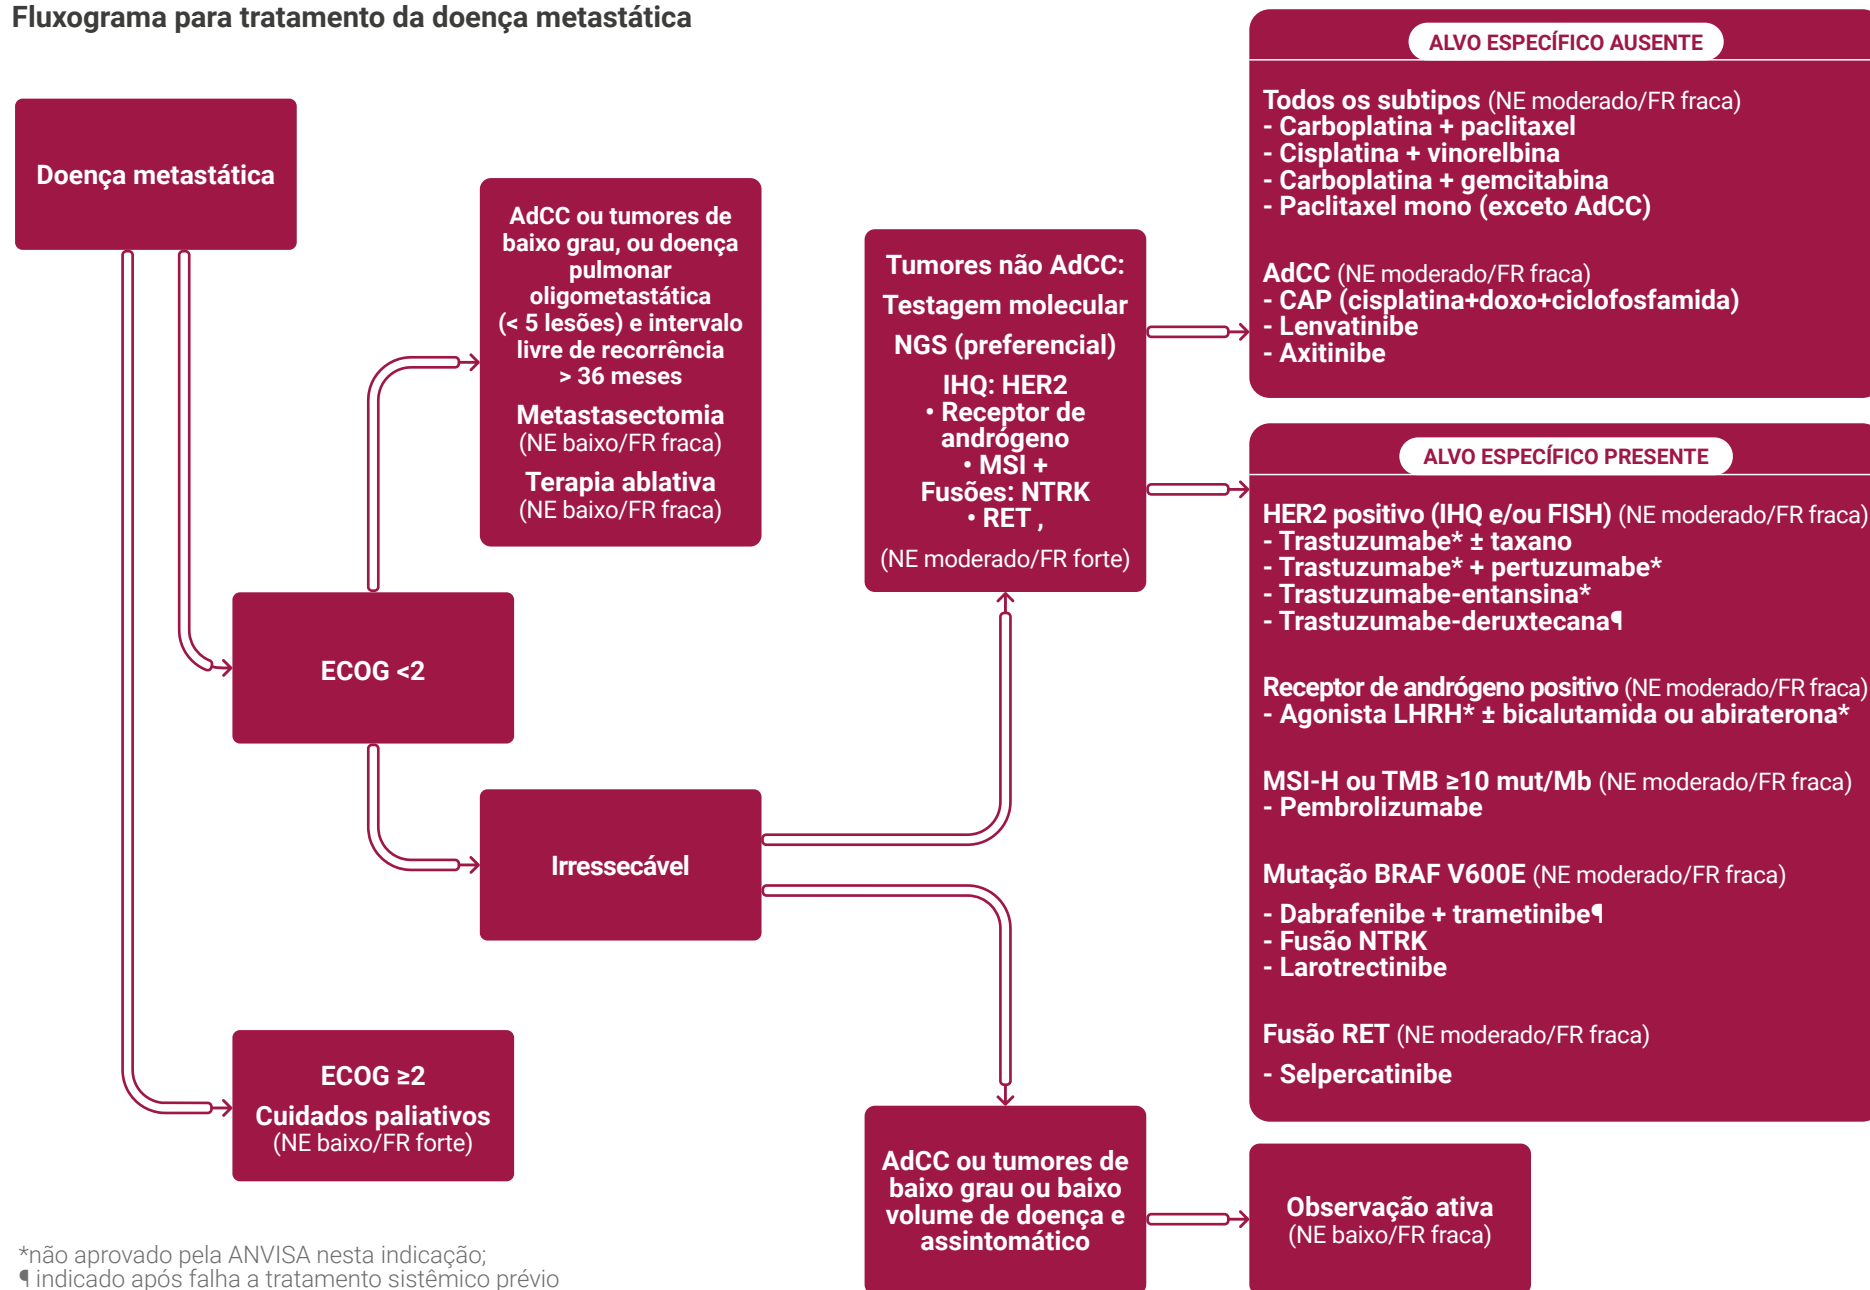 Fluxograma para tratamento da doença metastática
Doença metastática
ECOG <2
ECOG ≥2
Cuidados paliativos
(NE baixo/FR forte)
AdCC ou tumores de
baixo grau, ou doença
pulmonar
oligometastática
(< 5 lesões) e intervalo
livre de recorrência
> 36 meses
Metastasectomia
(NE baixo/FR fraca)
Terapia ablativa
(NE baixo/FR fraca)
Irressecável
Tumores não AdCC:
Testagem molecular
NGS (preferencial)
IHQ: HER2
• Receptor de
andrógeno
• MSI +
Fusões: NTRK
• RET ,
(NE moderado/FR forte)
AdCC ou tumores de
baixo grau ou baixo
volume de doença e
assintomático
Observação ativa
(NE baixo/FR fraca)
ALVO ESPECÍFICO AUSENTE
Todos os subtipos (NE moderado/FR fraca)
- Carboplatina + paclitaxel
- Cisplatina + vinorelbina
- Carboplatina + gemcitabina
- Paclitaxel mono (exceto AdCC)
AdCC (NE moderado/FR fraca)
- CAP (cisplatina+doxo+ciclofosfamida)
- Lenvatinibe
- Axitinibe
ALVO ESPECÍFICO PRESENTE
HER2 positivo (IHQ e/ou FISH) (NE moderado/FR fraca)
- Trastuzumabe* ± taxano
- Trastuzumabe* + pertuzumabe*
- Trastuzumabe-entansina*
- Trastuzumabe-deruxtecana¶
Receptor de andrógeno positivo (NE moderado/FR fraca)
- Agonista LHRH* ± bicalutamida ou abiraterona*
MSI-H ou TMB ≥10 mut/Mb (NE moderado/FR fraca)
- Pembrolizumabe
Mutação BRAF V600E (NE moderado/FR fraca)
- Dabrafenibe + trametinibe¶
- Fusão NTRK
- Larotrectinibe
Fusão RET (NE moderado/FR fraca)
- Selpercatinibe
*não aprovado pela ANVISA nesta indicação;
¶ indicado após falha a tratamento sistêmico prévio